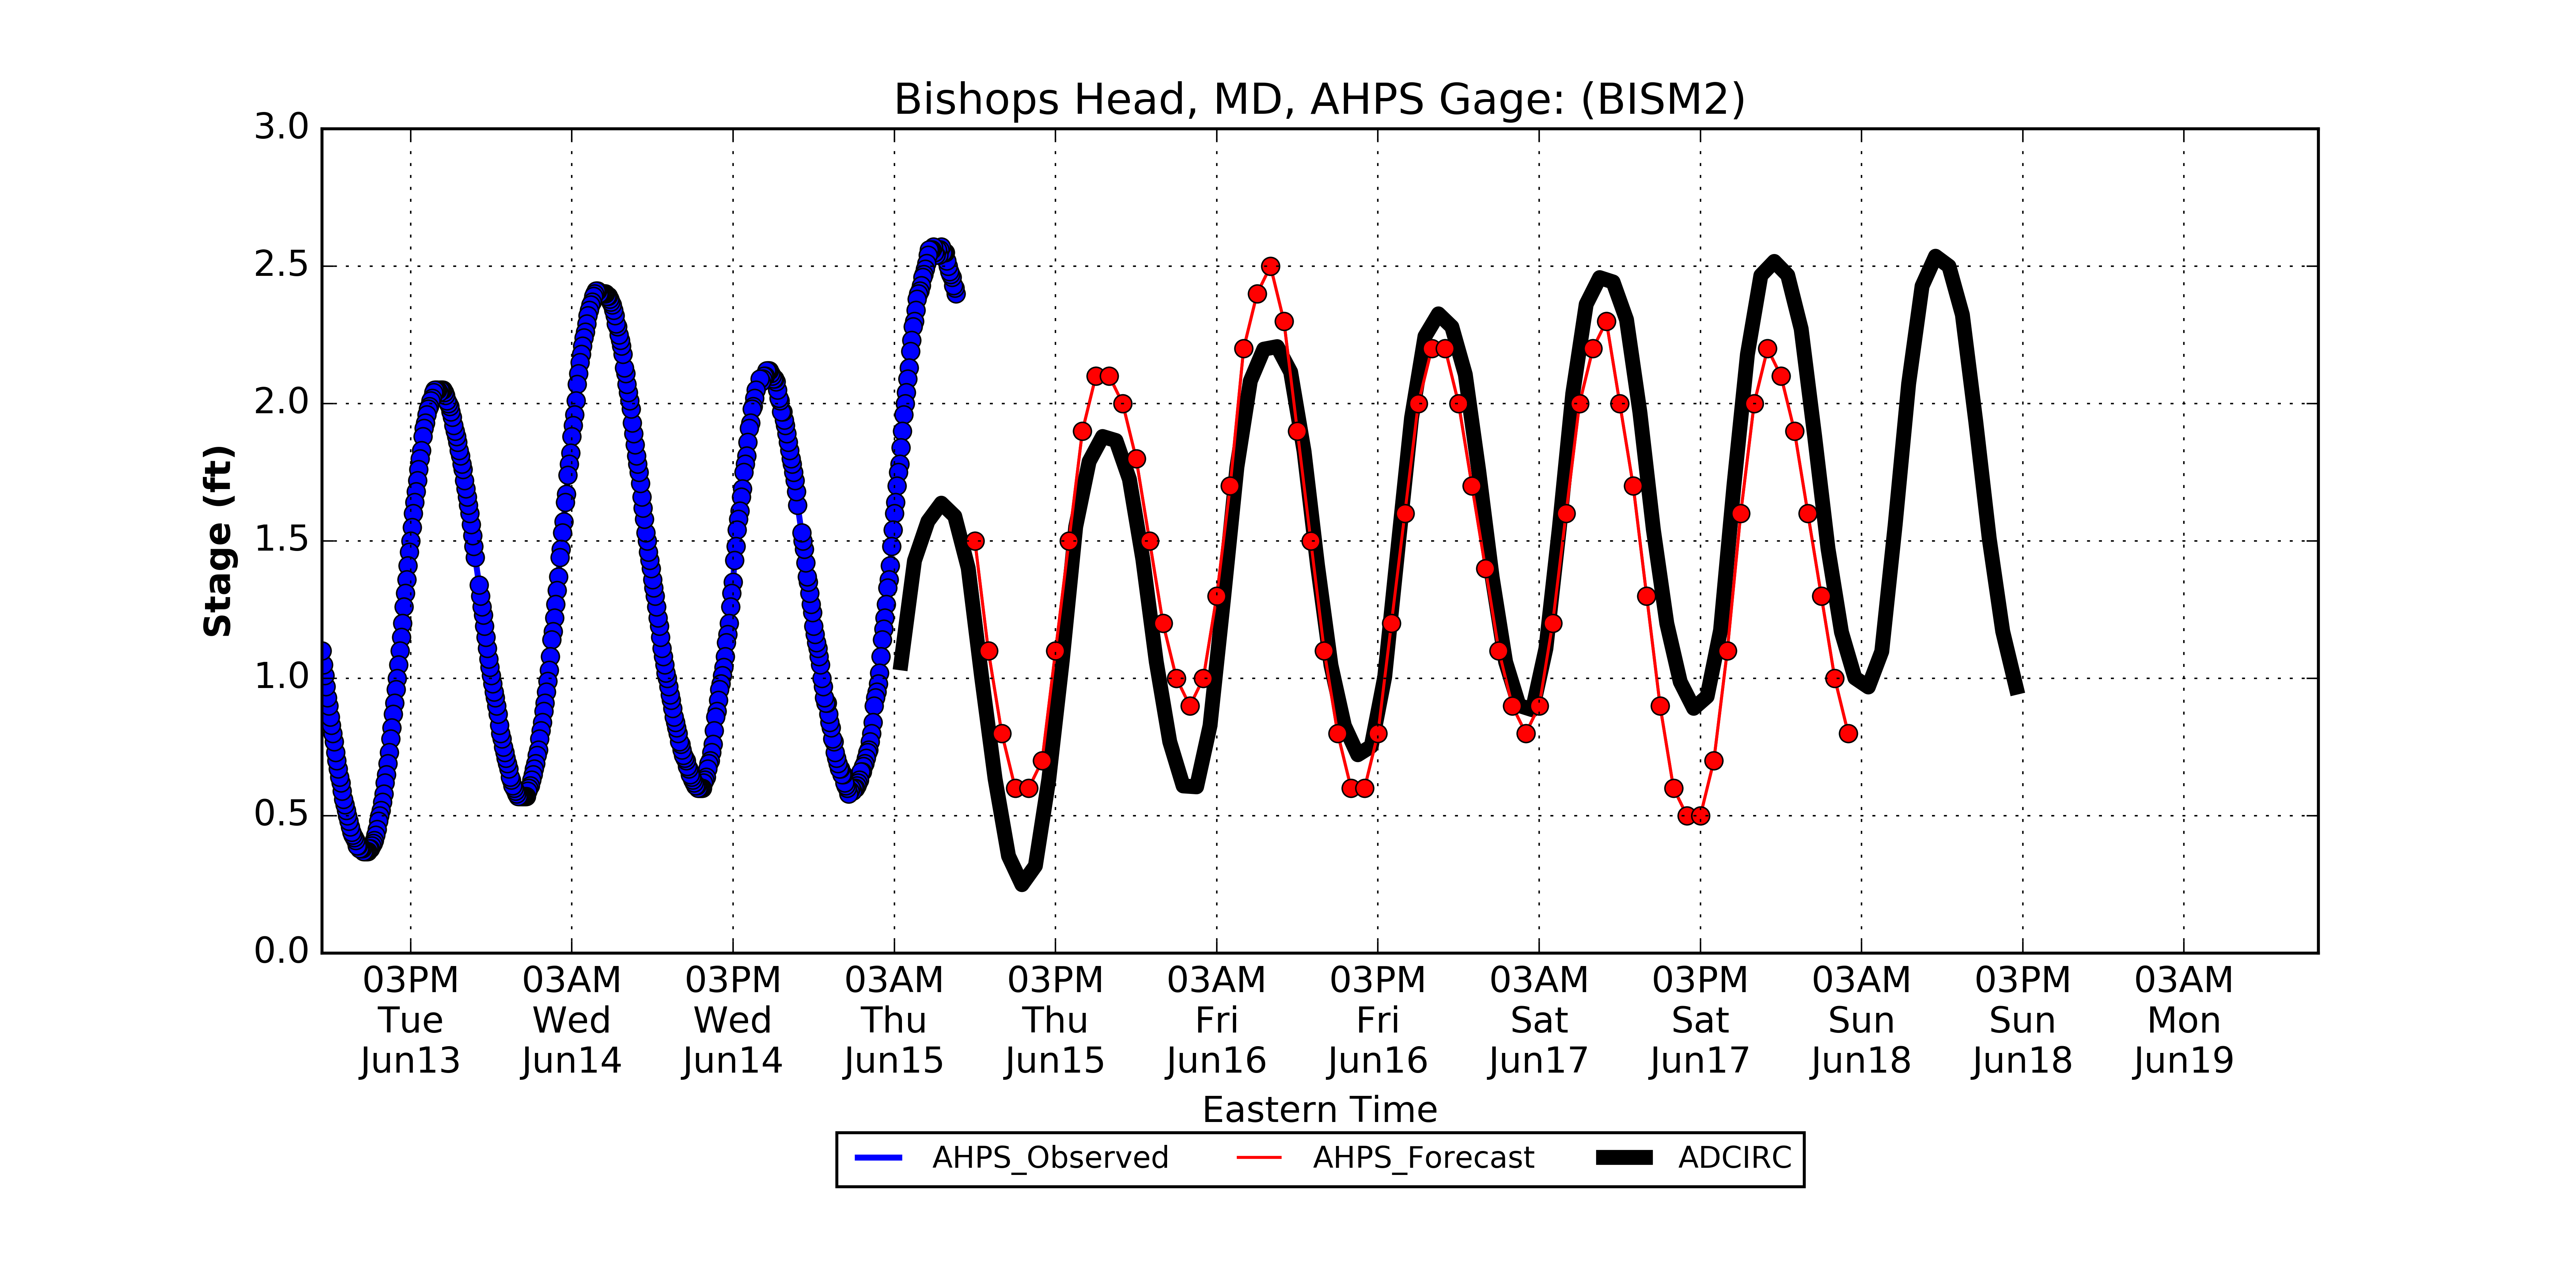 Bishops Head, MD, AHPS Gage: (BISM2)
3.0
2.5
2.0
1.5
1.0
0.5
0.0
Stage (ft)
03PM 03AM 03PM 03AM 03PM 03AM 03PM 03AM 03PM 03AM 03PM 03AM
Tue Wed Wed Thu Thu Fri Fri Sat Sat Sun Sun Mon
Jun13 Jun14 Jun14 Jun15 Jun15 Jun16 Jun16 Jun17 Jun17 Jun18 Jun18 Jun19
Eastern Time
AHPS_Observed AHPS_Forecast ADCIRC